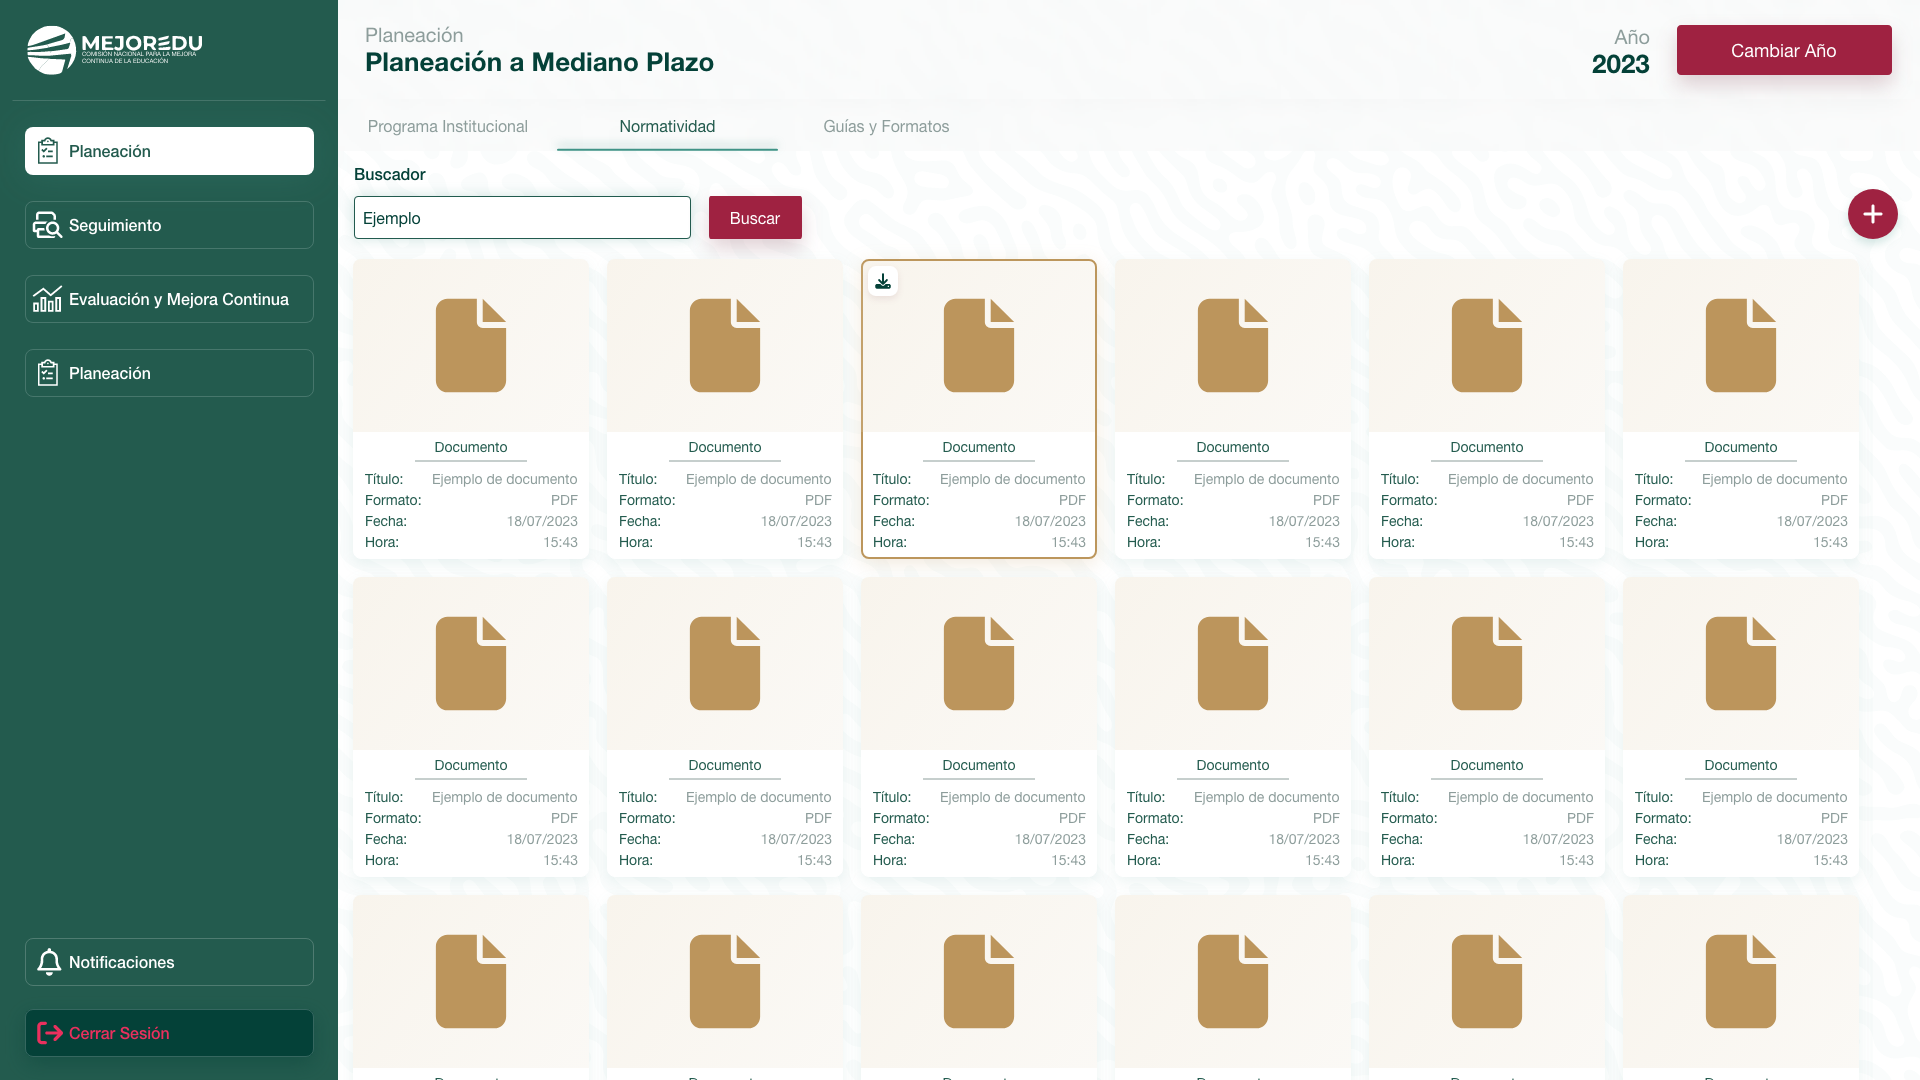 MEJOREDU
COMISIÓN NACIONAL PARA LA MEJORA
CONTINUA DE LA EDUCACIÓN
Planeación
Seguimiento
Evaluación y Mejora Continua
Planeación
Notificaciones
Cerrar Sesión
Planeación
Planeación a Mediano Plazo
Año
2023
Cambiar Año
Programa Institucional
Normatividad
Guías y Formatos
Buscador
Ejemplo
Buscar
Documento
Título: Ejemplo de documento
Formato: PDF
Fecha: 18/07/2023
Hora: 15:43
Documento
Título: Ejemplo de documento
Formato: PDF
Fecha: 18/07/2023
Hora: 15:43
Documento
Título: Ejemplo de documento
Formato: PDF
Fecha: 18/07/2023
Hora: 15:43
Documento
Título: Ejemplo de documento
Formato: PDF
Fecha: 18/07/2023
Hora: 15:43
Documento
Título: Ejemplo de documento
Formato: PDF
Fecha: 18/07/2023
Hora: 15:43
Documento
Título: Ejemplo de documento
Formato: PDF
Fecha: 18/07/2023
Hora: 15:43
Documento
Título: Ejemplo de documento
Formato: PDF
Fecha: 18/07/2023
Hora: 15:43
Documento
Título: Ejemplo de documento
Formato: PDF
Fecha: 18/07/2023
Hora: 15:43
Documento
Título: Ejemplo de documento
Formato: PDF
Fecha: 18/07/2023
Hora: 15:43
Documento
Título: Ejemplo de documento
Formato: PDF
Fecha: 18/07/2023
Hora: 15:43
Documento
Título: Ejemplo de documento
Formato: PDF
Fecha: 18/07/2023
Hora: 15:43
Documento
Título: Ejemplo de documento
Formato: PDF
Fecha: 18/07/2023
Hora: 15:43